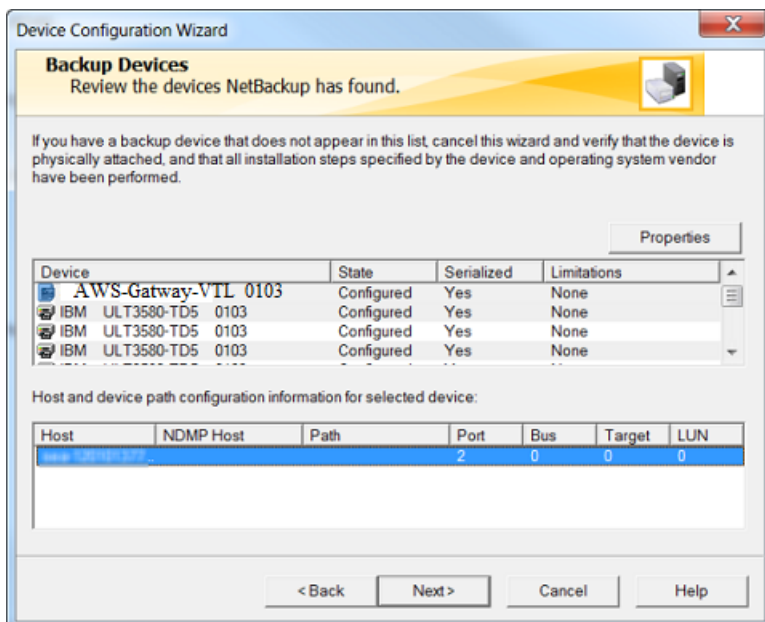 Device Configuration Wizard
Backup Devices
Review the devices NetBackup has found.
If you have a backup device that does not appear in this list, cancel this wizard and verify that the device is
physically attached, and that all installation steps specified by the device and operating system vendor
have been performed.
Properties
Device State Serialized Limitations
AWS-Gatway-VTL 0103 Configured Yes None
IBM ULT3580-TD5 0103 Configured Yes None
IBM ULT3580-TD5 0103 Configured Yes None
IBM ULT3580-TD5 0103 Configured Yes None
Host and device path configuration information for selected device:
Host NDMP Host Path Port Bus Target LUN
2 0 0 0
< Back Next > Cancel Help